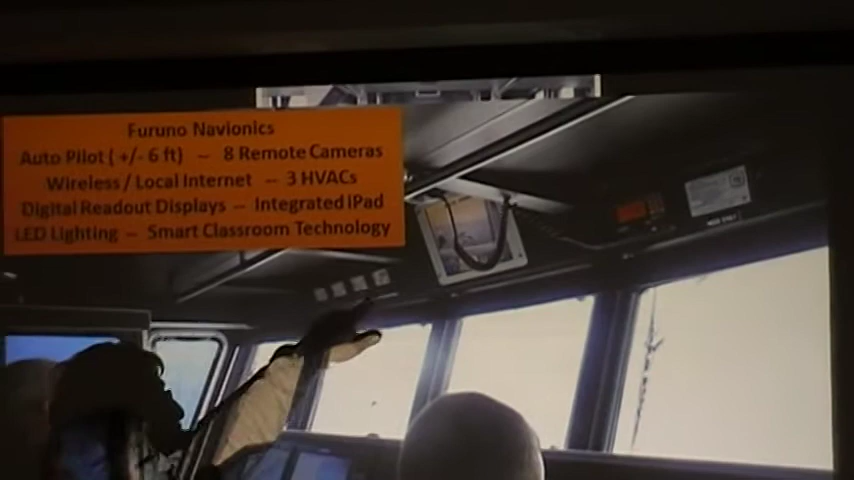 Furuno Navionics
Auto Pilot ( +/- 6 ft) – 8 Remote Cameras
Wireless / Local Internet – 3 HVACs
Digital Readout Displays – Integrated iPad
LED Lighting – Smart Classroom Technology